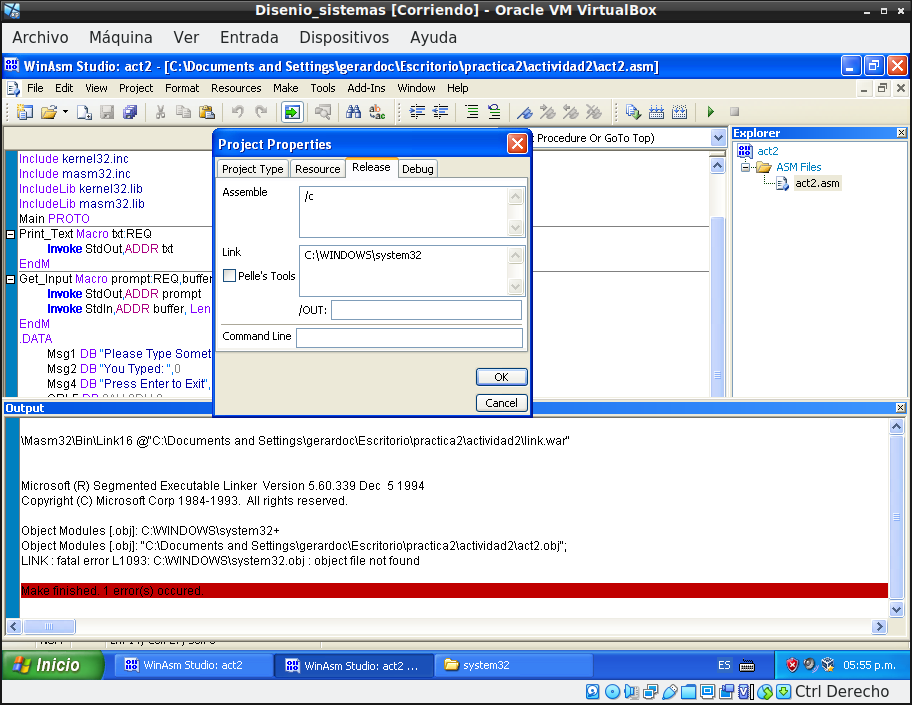 Disenio_sistemas [Corriendo] - Oracle VM VirtualBox
Archivo Máquina Ver Entrada Dispositivos Ayuda
WinAsm Studio: act2 - [C:\Documents and Settings\gerardoc\Escritorio\practica2\actividad2\act2.asm]
File Edit View Project Format Resources Make Tools Add-Ins Window Help
Procedure Or GoTo Top)
Explorer
act2
ASM Files
act2.asm
Include kernel32.inc
Include masm32.inc
IncludeLib kernel32.lib
IncludeLib masm32.lib
Main PROTO
Print_Text Macro txt:REQ
Invoke StdOut,ADDR txt
EndM
Get_Input Macro prompt:REQ,buffer
Invoke StdOut,ADDR prompt
Invoke StdIn,ADDR buffer, Len
EndM
.DATA
Msg1 DB "Please Type Somet
Msg2 DB "You Typed: ",0
Msg4 DB "Press Enter to Exit",
Project Properties
Project Type Resource Release Debug
Assemble
/c
Link
C:\WINDOWS\system32
Pelle's Tools
/OUT:
Command Line
OK
Cancel
Output
\Masm32\Bin\Link16 @"C:\Documents and Settings\gerardoc\Escritorio\practica2\actividad2\link.war"
Microsoft (R) Segmented Executable Linker Version 5.60.339 Dec 5 1994
Copyright (C) Microsoft Corp 1984-1993. All rights reserved.
Object Modules [.obj]: C:\WINDOWS\system32+
Object Modules [.obj]: "C:\Documents and Settings\gerardoc\Escritorio\practica2\actividad2\act2.obj";
LINK : fatal error L1093: C:\WINDOWS\system32.obj : object file not found
Make finished. 1 error(s) occured.
Inicio
WinAsm Studio: act2
WinAsm Studio: act2 ...
system32
ES
05:55 p.m.
Ctrl Derecho